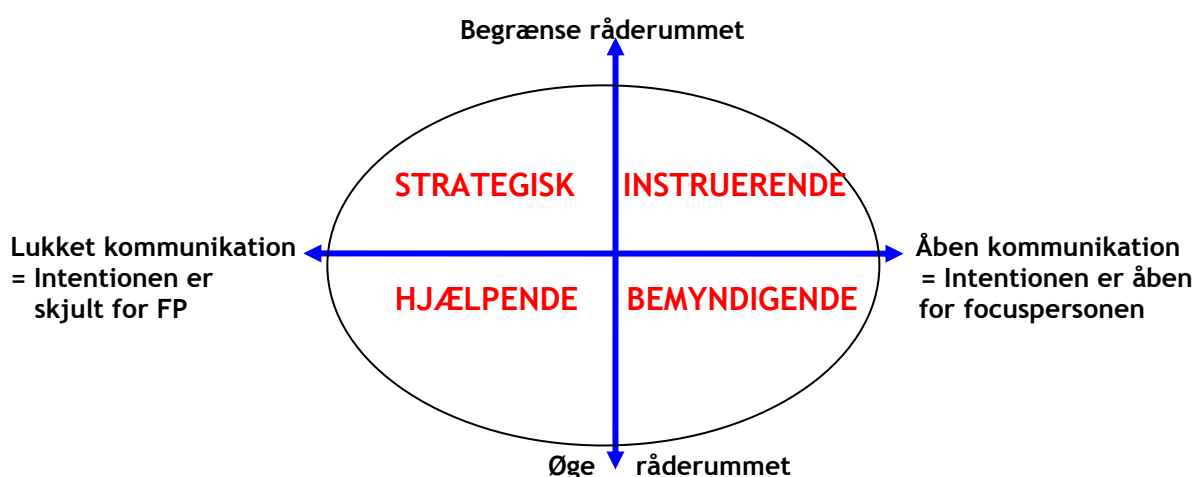 Begrænse råderummet
STRATEGISK INSTRUERENDE
Lukket kommunikation
= Intentionen er
skjult for FP
Åben kommunikation
= Intentionen er åben
for focuspersonen
HJÆLPENDE BEMYNDIGENDE
Øge råderummet